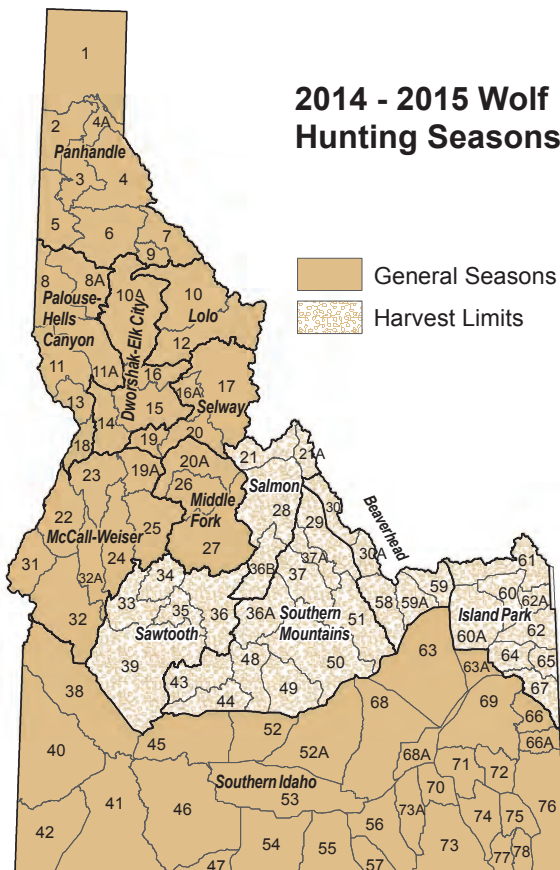 2014 - 2015 Wolf
Hunting Seasons
General Seasons
Harvest Limits
1
2
4A
Panhandle
3
4
5
6
7
9
8
8A
10A
10
Palouse-
Hells
Canyon
Lolo
Dworshak-Elk City
12
11
11A
16
17
16A
13
15
Selway
14
18
19
20
21
21A
23
19A
20A
Salmon
26
22
Middle
Fork
28
29
30
Beaverhead
McCall-Weiser
25
24
27
31
32A
36B
37A
30A
61
34
37
59
60
62A
33
35
58
59A
Island Park
32
36
36A
Southern
Mountains
51
60A
62
Sawtooth
39
48
50
63
64
65
63A
67
43
49
38
44
68
69
66
52
45
66A
40
52A
68A
71
72
Southern Idaho
70
41
46
53
73A
76
74
75
42
56
54
55
73
47
57
77
78